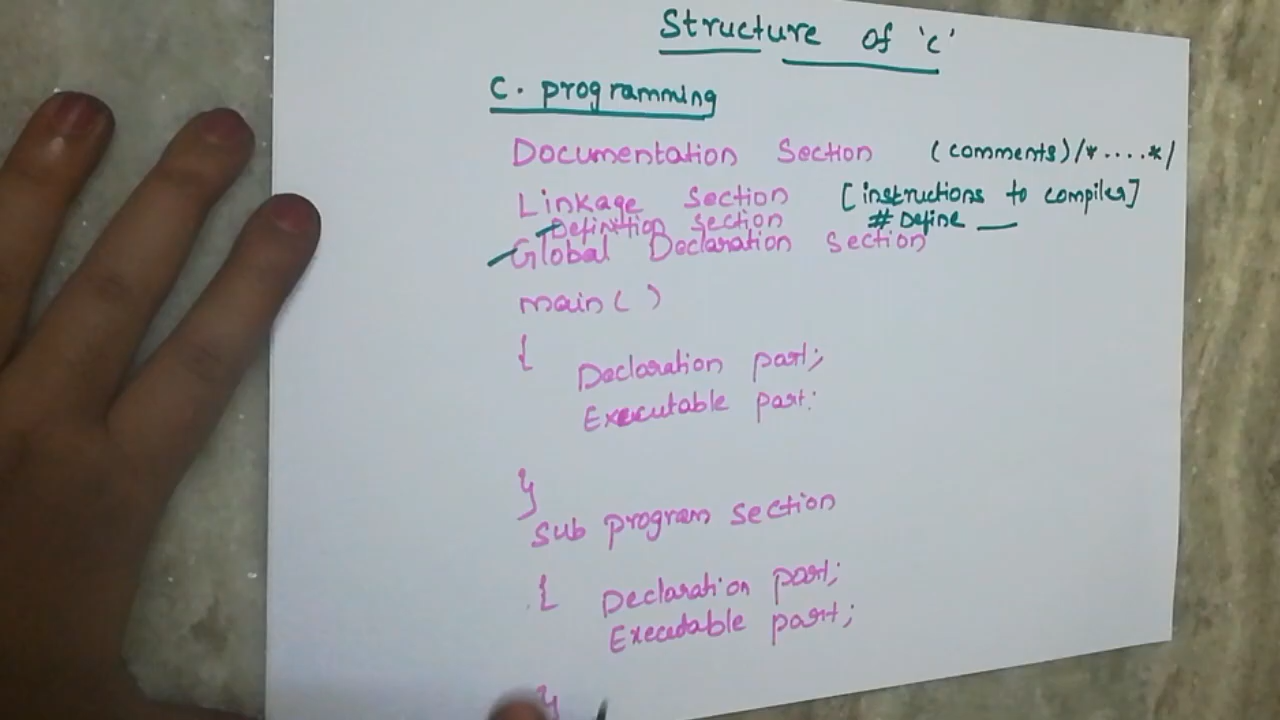 Structure of 'c'
C. programming
Documentation Section (comments) /*....*/
Linkage Section [instructions to compiler]
Definition Section # Define __
Global Declaration Section
main( )
{
Declaration part;
Executable part:
}
Sub program section
{ Declaration part;
Executable part;
}